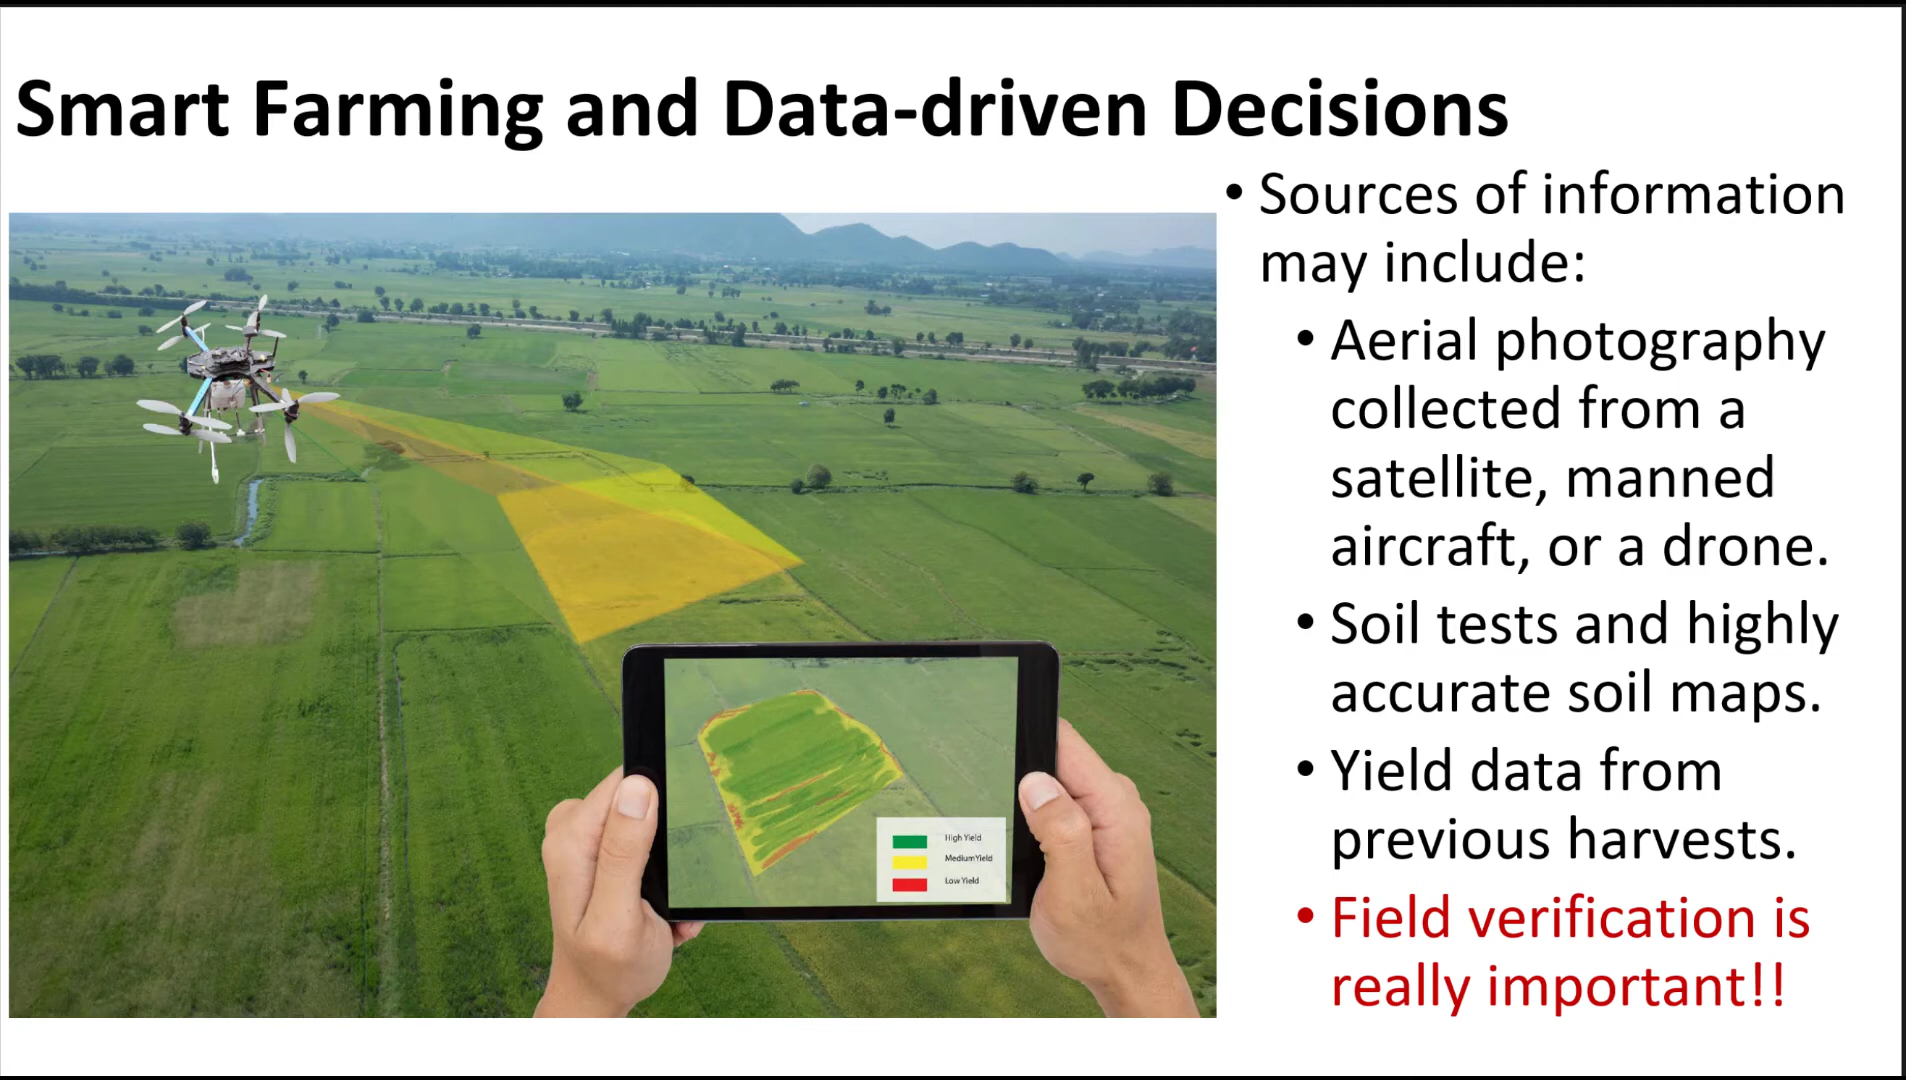 Smart Farming and Data-driven Decisions
• Sources of information
may include:
• Aerial photography
collected from a
satellite, manned
aircraft, or a drone.
• Soil tests and highly
accurate soil maps.
• Yield data from
previous harvests.
• Field verification is
really important!!
High Yield
MediumYield
Low Yield